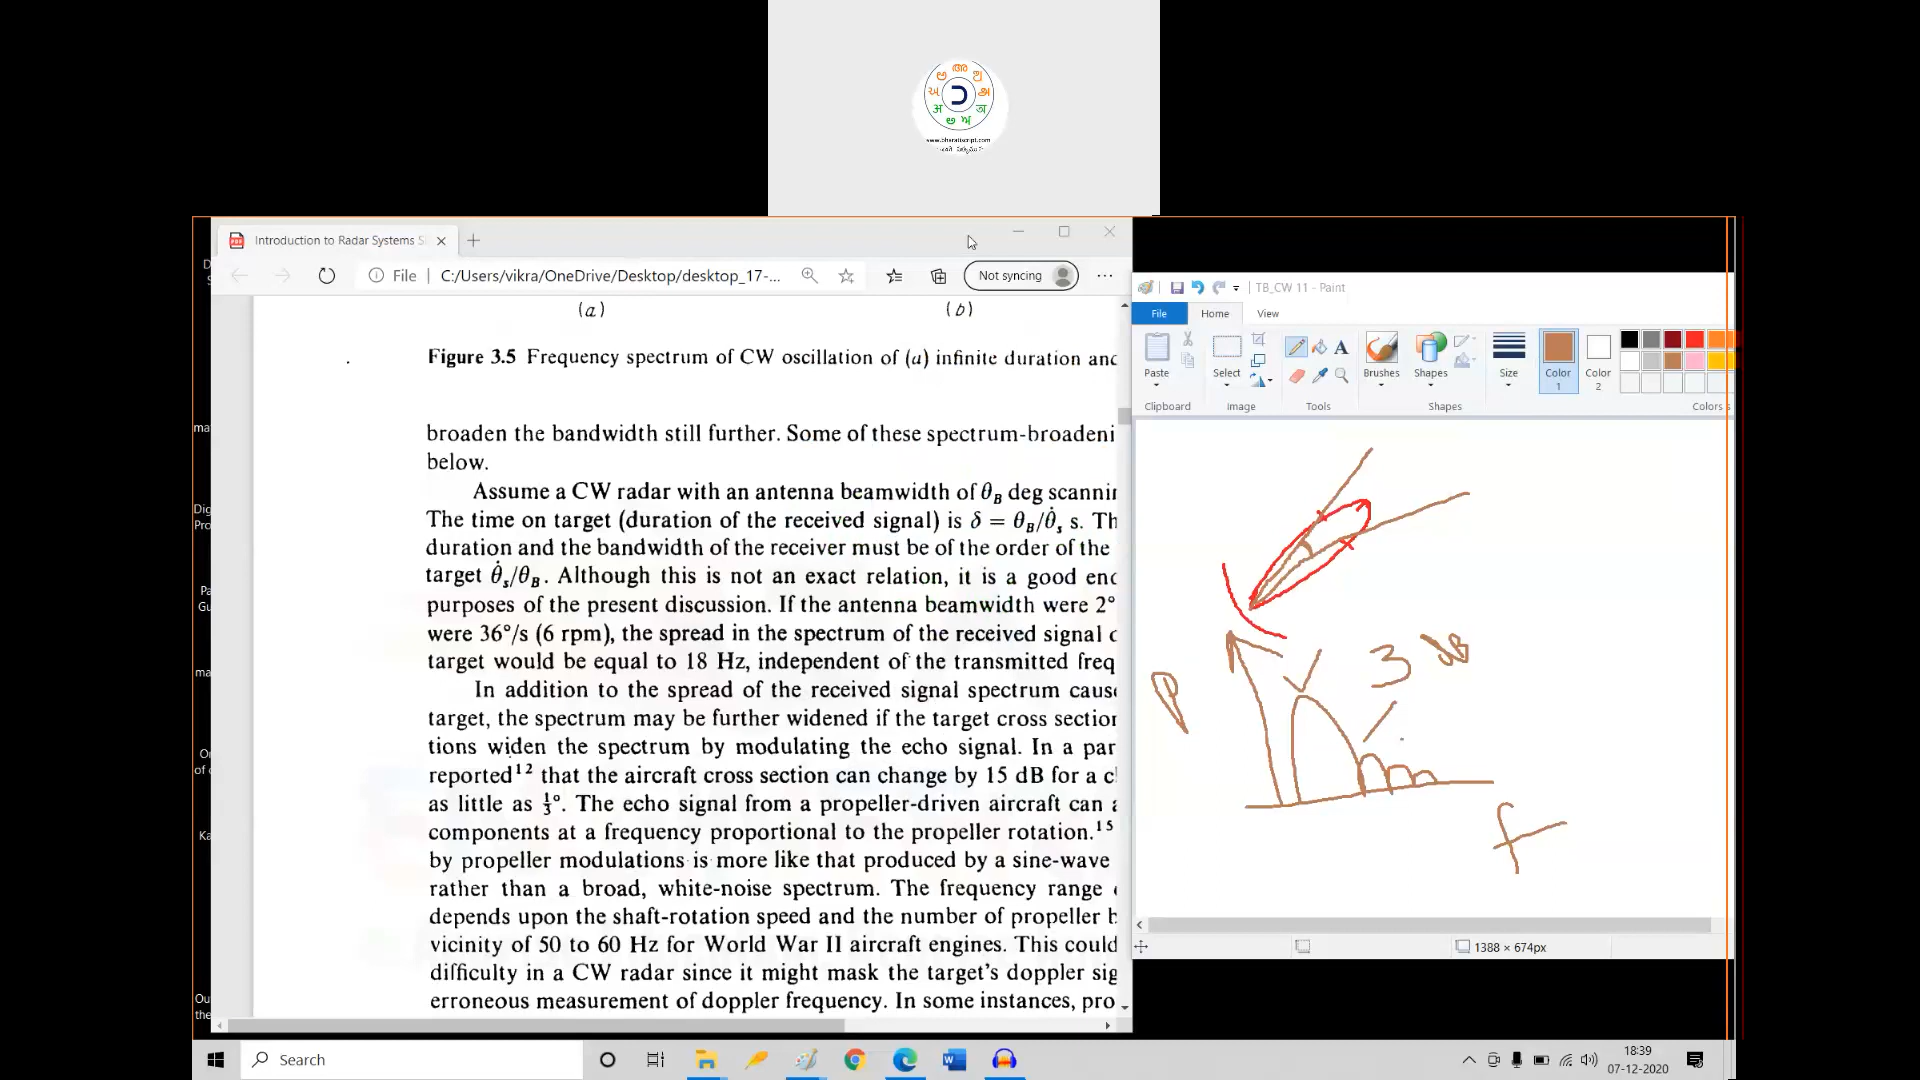 അ
అ
ఆ
અ
அ
अ
অ
ఆ
ਅ
www.bharatiscript.com
Introduction to Radar Systems S
File
C:/Users/vikra/OneDrive/Desktop/desktop_17-...
Not syncing
(a)
(b)
Figure 3.5 Frequency spectrum of CW oscillation of (a) infinite duration and
broaden the bandwidth still further. Some of these spectrum-broadeni
below.
Assume a CW radar with an antenna beamwidth of θB deg scannin
The time on target (duration of the received signal) is δ = θB/θ̇s s. Th
duration and the bandwidth of the receiver must be of the order of the
target θ̇s/θB. Although this is not an exact relation, it is a good enc
purposes of the present discussion. If the antenna beamwidth were 2°
were 36°/s (6 rpm), the spread in the spectrum of the received signal
target would be equal to 18 Hz, independent of the transmitted freq
In addition to the spread of the received signal spectrum cause
target, the spectrum may be further widened if the target cross section
tions widen the spectrum by modulating the echo signal. In a par
reported¹² that the aircraft cross section can change by 15 dB for a c
as little as ⅓°. The echo signal from a propeller-driven aircraft can
components at a frequency proportional to the propeller rotation.¹⁵
by propeller modulations is more like that produced by a sine-wave
rather than a broad, white-noise spectrum. The frequency range
depends upon the shaft-rotation speed and the number of propeller b
vicinity of 50 to 60 Hz for World War II aircraft engines. This could
difficulty in a CW radar since it might mask the target's doppler sig
erroneous measurement of doppler frequency. In some instances, pro
TB_CW 11 - Paint
File Home View
Paste Select Brushes Shapes Size Color 1 Color 2
Clipboard Image Tools Shapes Colors
P
3
f
1388 × 674px
Search
18:39
07-12-2020